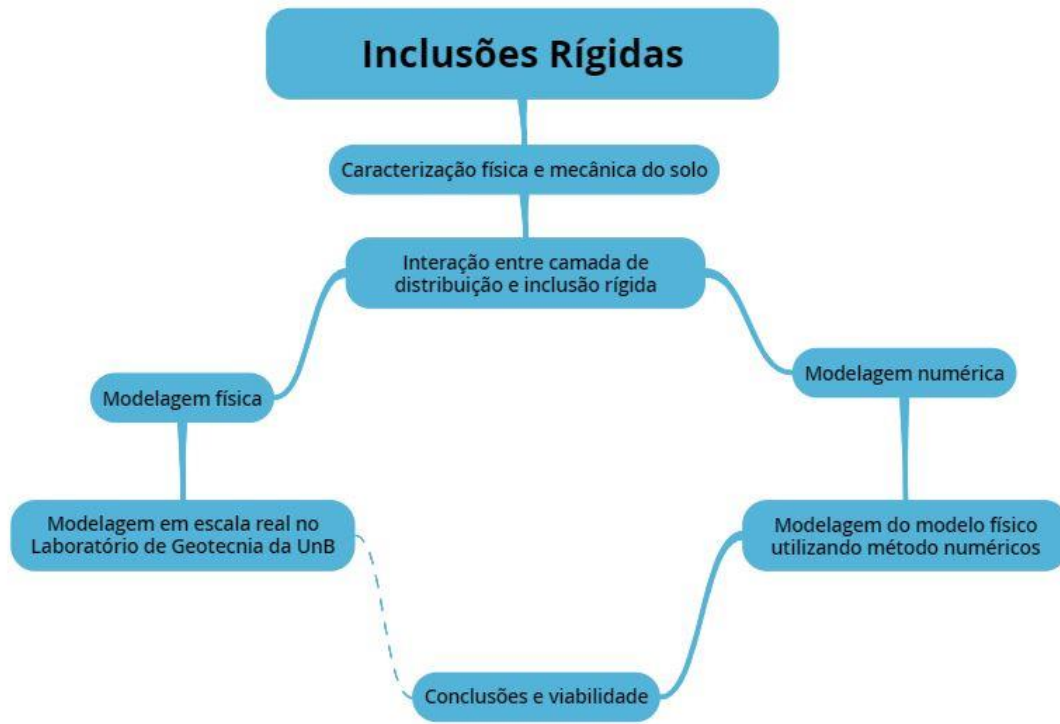 Inclusões Rígidas
Caracterização física e mecânica do solo
Interação entre camada de
distribuição e inclusão rígida
Modelagem física
Modelagem numérica
Modelagem em escala real no
Laboratório de Geotecnia da UnB
Modelagem do modelo físico
utilizando método numéricos
Conclusões e viabilidade